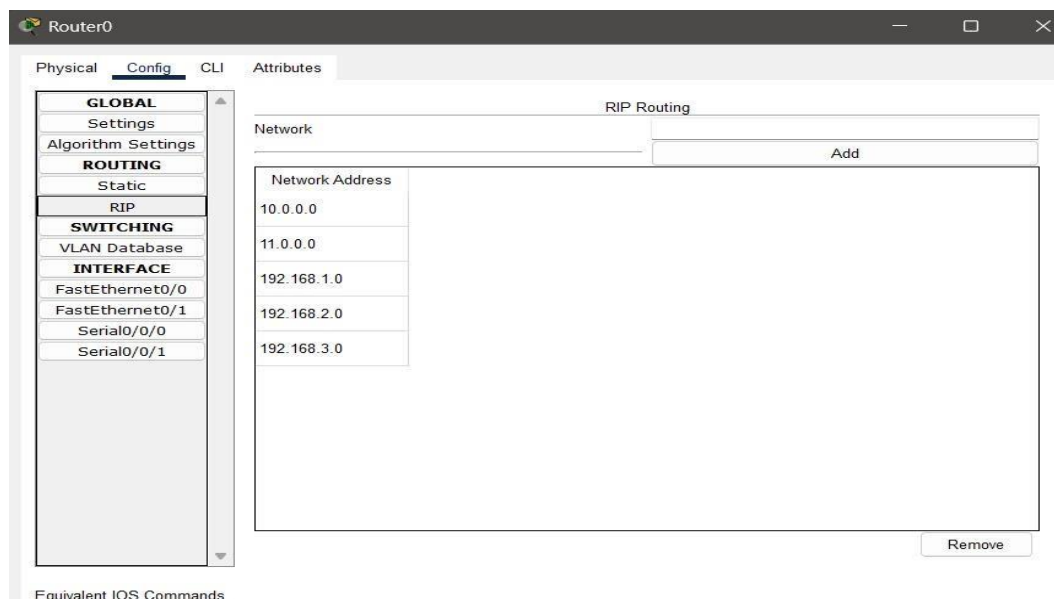 Router0
Physical Config CLI Attributes
GLOBAL
Settings
Algorithm Settings
ROUTING
Static
RIP
SWITCHING
VLAN Database
INTERFACE
FastEthernet0/0
FastEthernet0/1
Serial0/0/0
Serial0/0/1
RIP Routing
Network
Add
Network Address
10.0.0.0
11.0.0.0
192.168.1.0
192.168.2.0
192.168.3.0
Remove
Equivalent IOS Commands